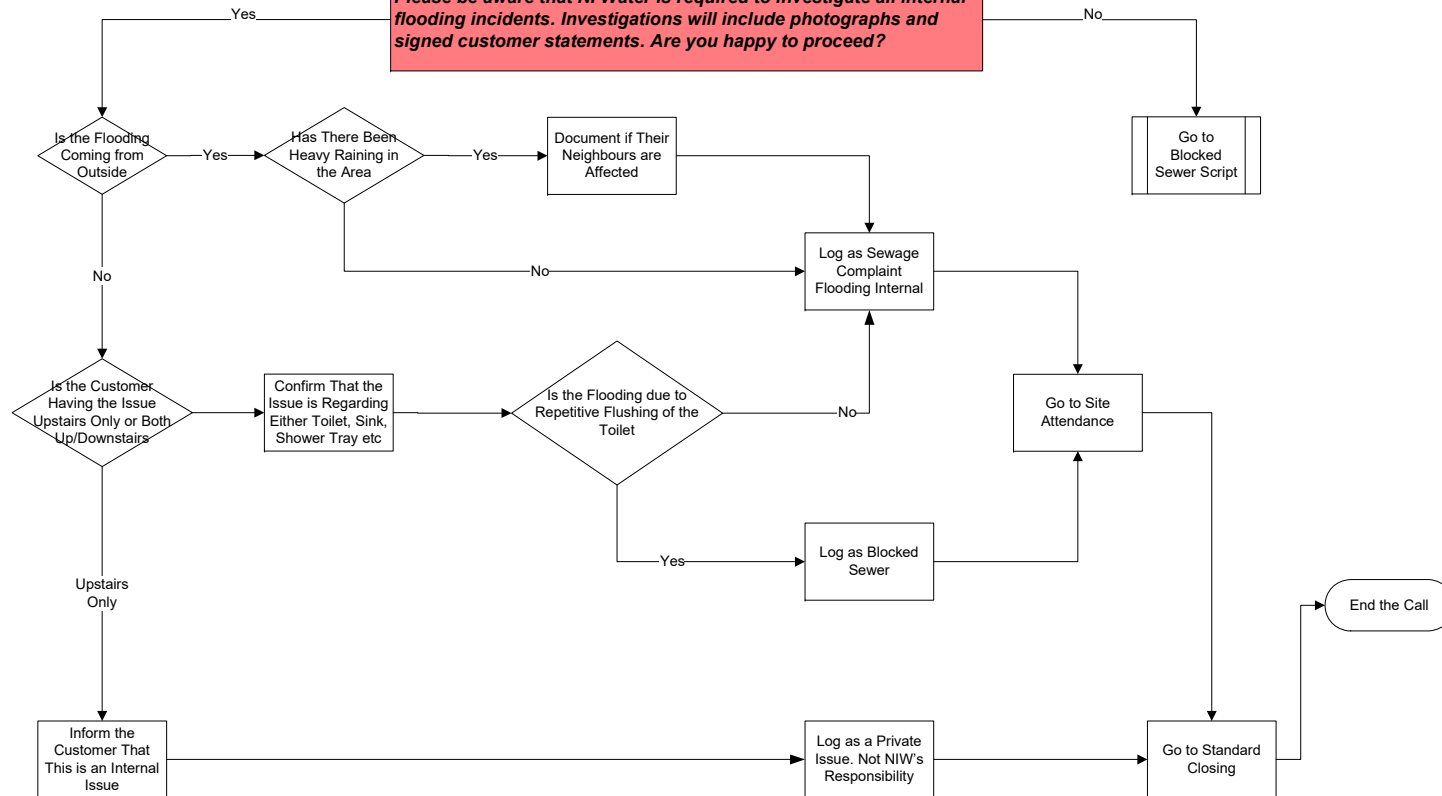 Please be aware that NI Water is required to investigate all internal
flooding incidents. Investigations will include photographs and
signed customer statements. Are you happy to proceed?
Yes
No
Is the Flooding
Coming from
Outside
Yes
Has There Been
Heavy Raining in
the Area
Yes
Document if Their
Neighbours are
Affected
Go to
Blocked
Sewer Script
No
No
Log as Sewage
Complaint
Flooding Internal
Is the Customer
Having the Issue
Upstairs Only or Both
Up/Downstairs
Confirm That the
Issue is Regarding
Either Toilet, Sink,
Shower Tray etc
Is the Flooding due to
Repetitive Flushing of the
Toilet
No
Go to Site
Attendance
Yes
Log as Blocked
Sewer
Upstairs
Only
End the Call
Inform the
Customer That
This is an Internal
Issue
Log as a Private
Issue. Not NIW's
Responsibility
Go to Standard
Closing